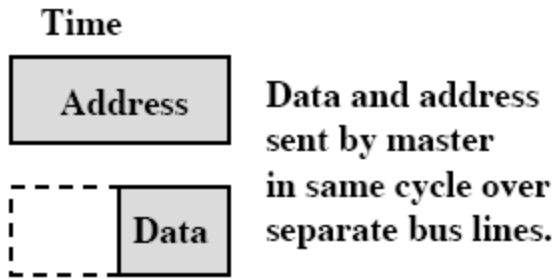 Time
Address
Data and address
sent by master
in same cycle over
separate bus lines.
Data